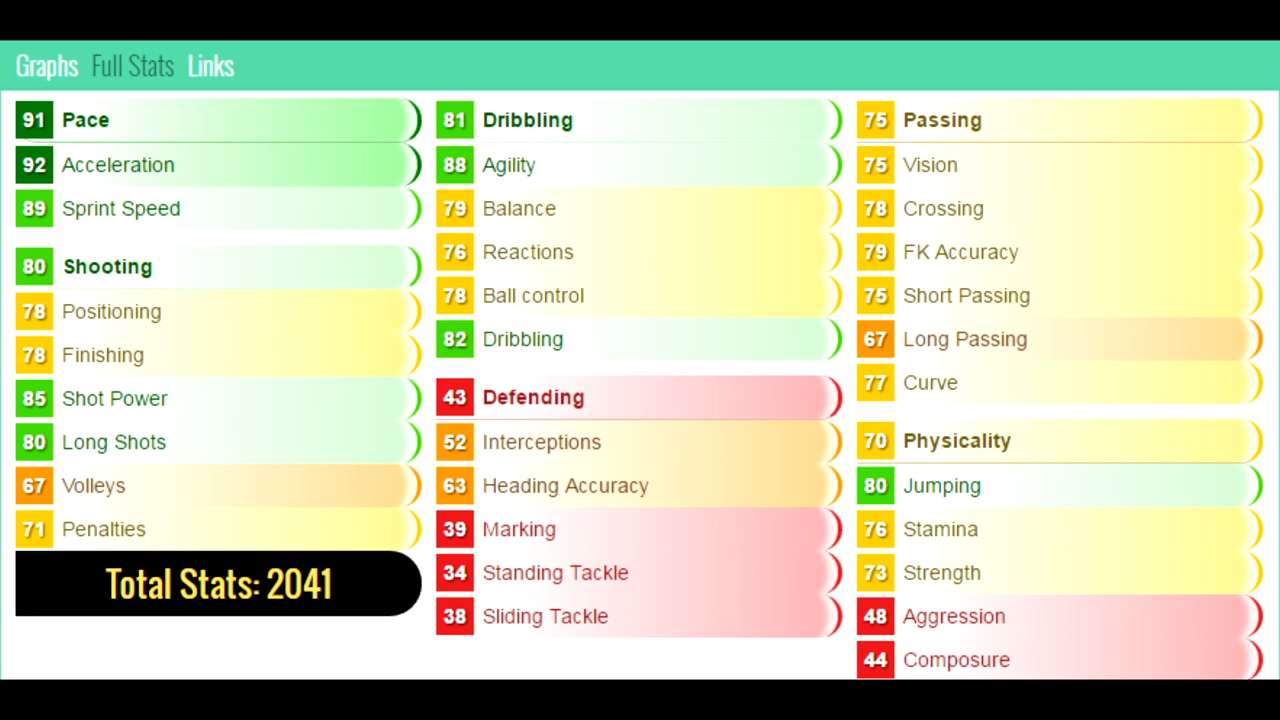 Graphs Full Stats Links
91 Pace
92 Acceleration
89 Sprint Speed
80 Shooting
78 Positioning
78 Finishing
85 Shot Power
80 Long Shots
67 Volleys
71 Penalties
Total Stats: 2041
81 Dribbling
88 Agility
79 Balance
76 Reactions
78 Ball control
82 Dribbling
43 Defending
52 Interceptions
63 Heading Accuracy
39 Marking
34 Standing Tackle
38 Sliding Tackle
75 Passing
75 Vision
78 Crossing
79 FK Accuracy
75 Short Passing
67 Long Passing
77 Curve
70 Physicality
80 Jumping
76 Stamina
73 Strength
48 Aggression
44 Composure